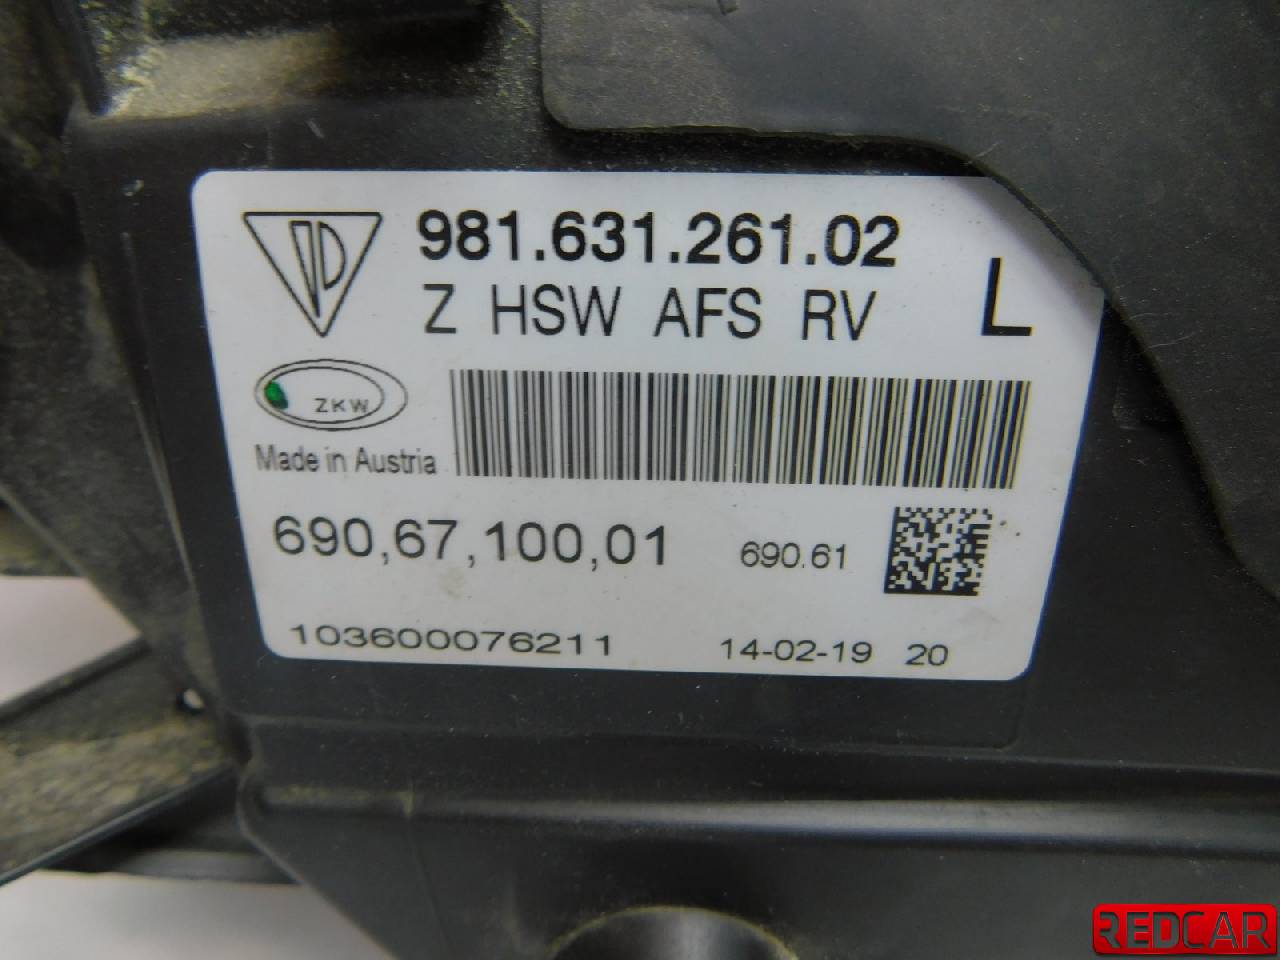 981.631.261.02
Z HSW AFS RV L
ZKW
Made in Austria
690,67,100,01 690.61
103600076211 14-02-19 20
REDCAR